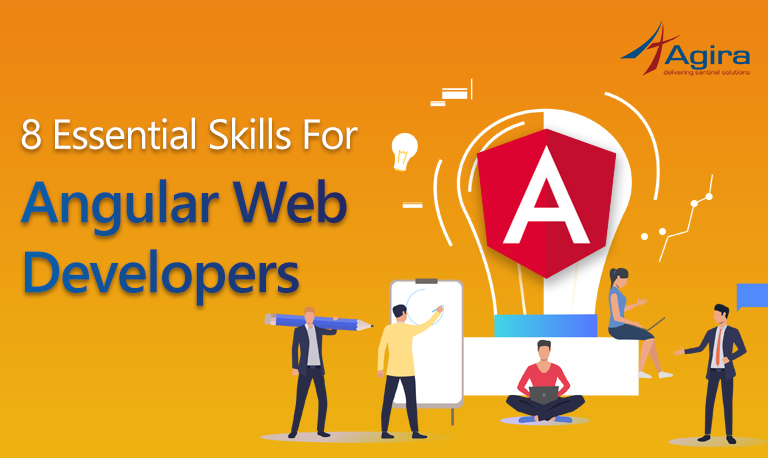 Agira
delivering sentinel solutions
8 Essential Skills For
Angular Web
Developers
A